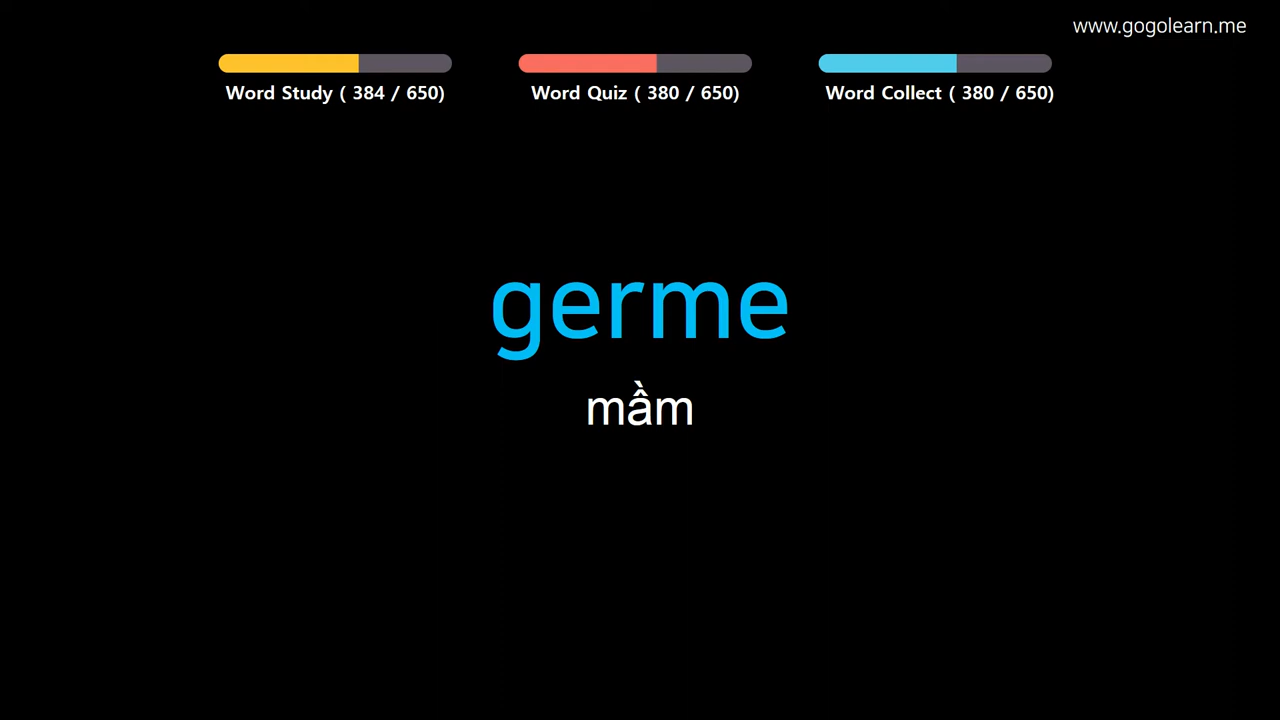 www.gogolearn.me
Word Study ( 384 / 650)
Word Quiz ( 380 / 650)
Word Collect ( 380 / 650)
germe
mầm